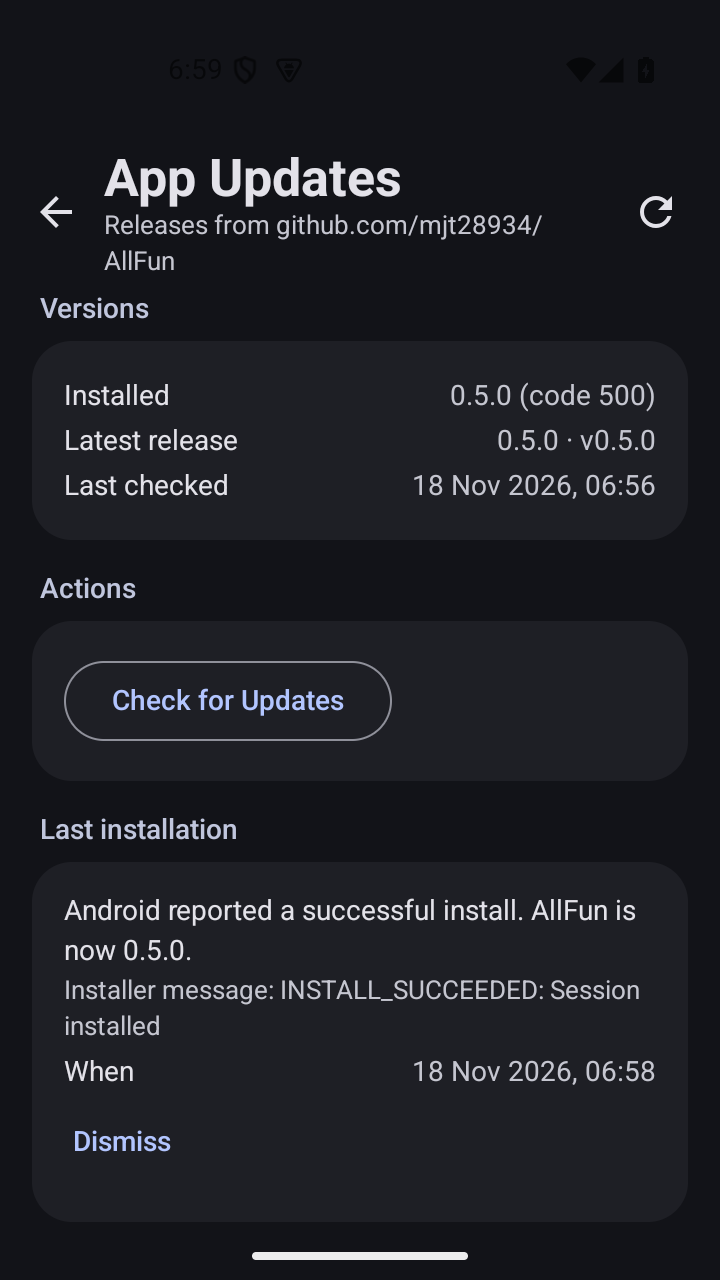 6:59
App Updates
Releases from github.com/mjt28934/
AllFun
Versions
Installed 0.5.0 (code 500)
Latest release 0.5.0 · v0.5.0
Last checked 18 Nov 2026, 06:56
Actions
Check for Updates
Last installation
Android reported a successful install. AllFun is
now 0.5.0.
Installer message: INSTALL_SUCCEEDED: Session
installed
When 18 Nov 2026, 06:58
Dismiss